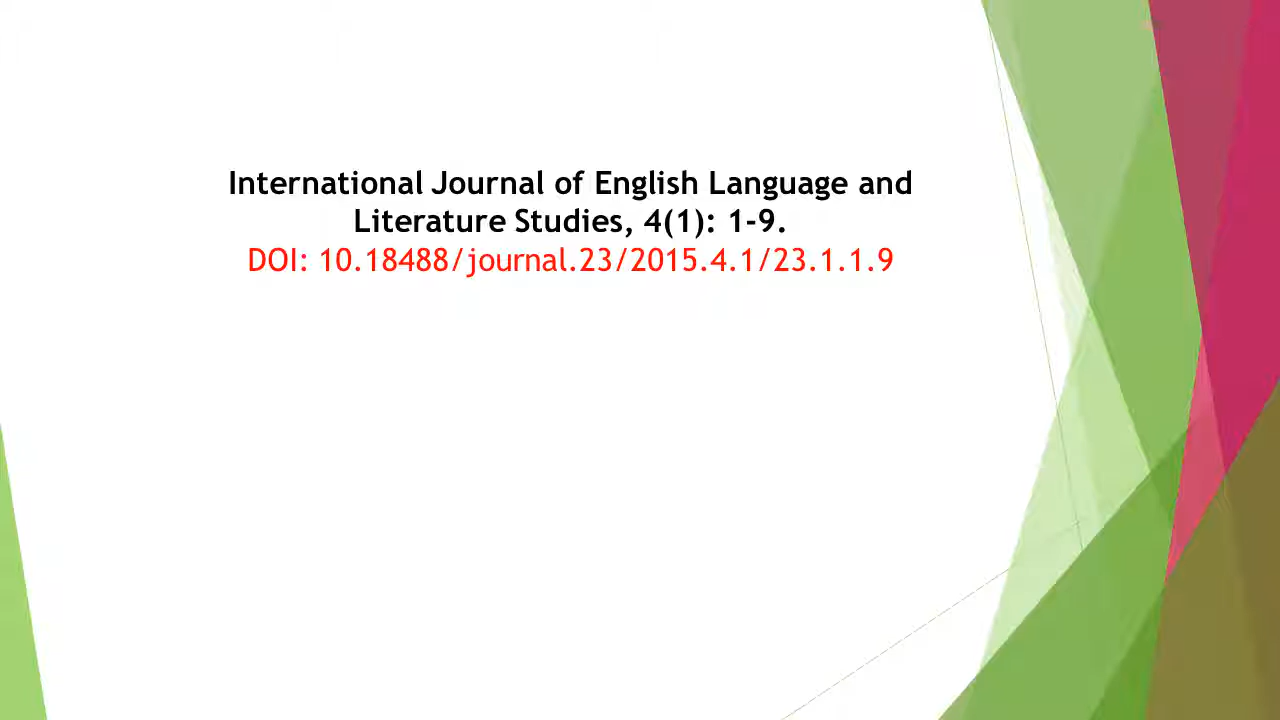 International Journal of English Language and
Literature Studies, 4(1): 1-9.
DOI: 10.18488/journal.23/2015.4.1/23.1.1.9